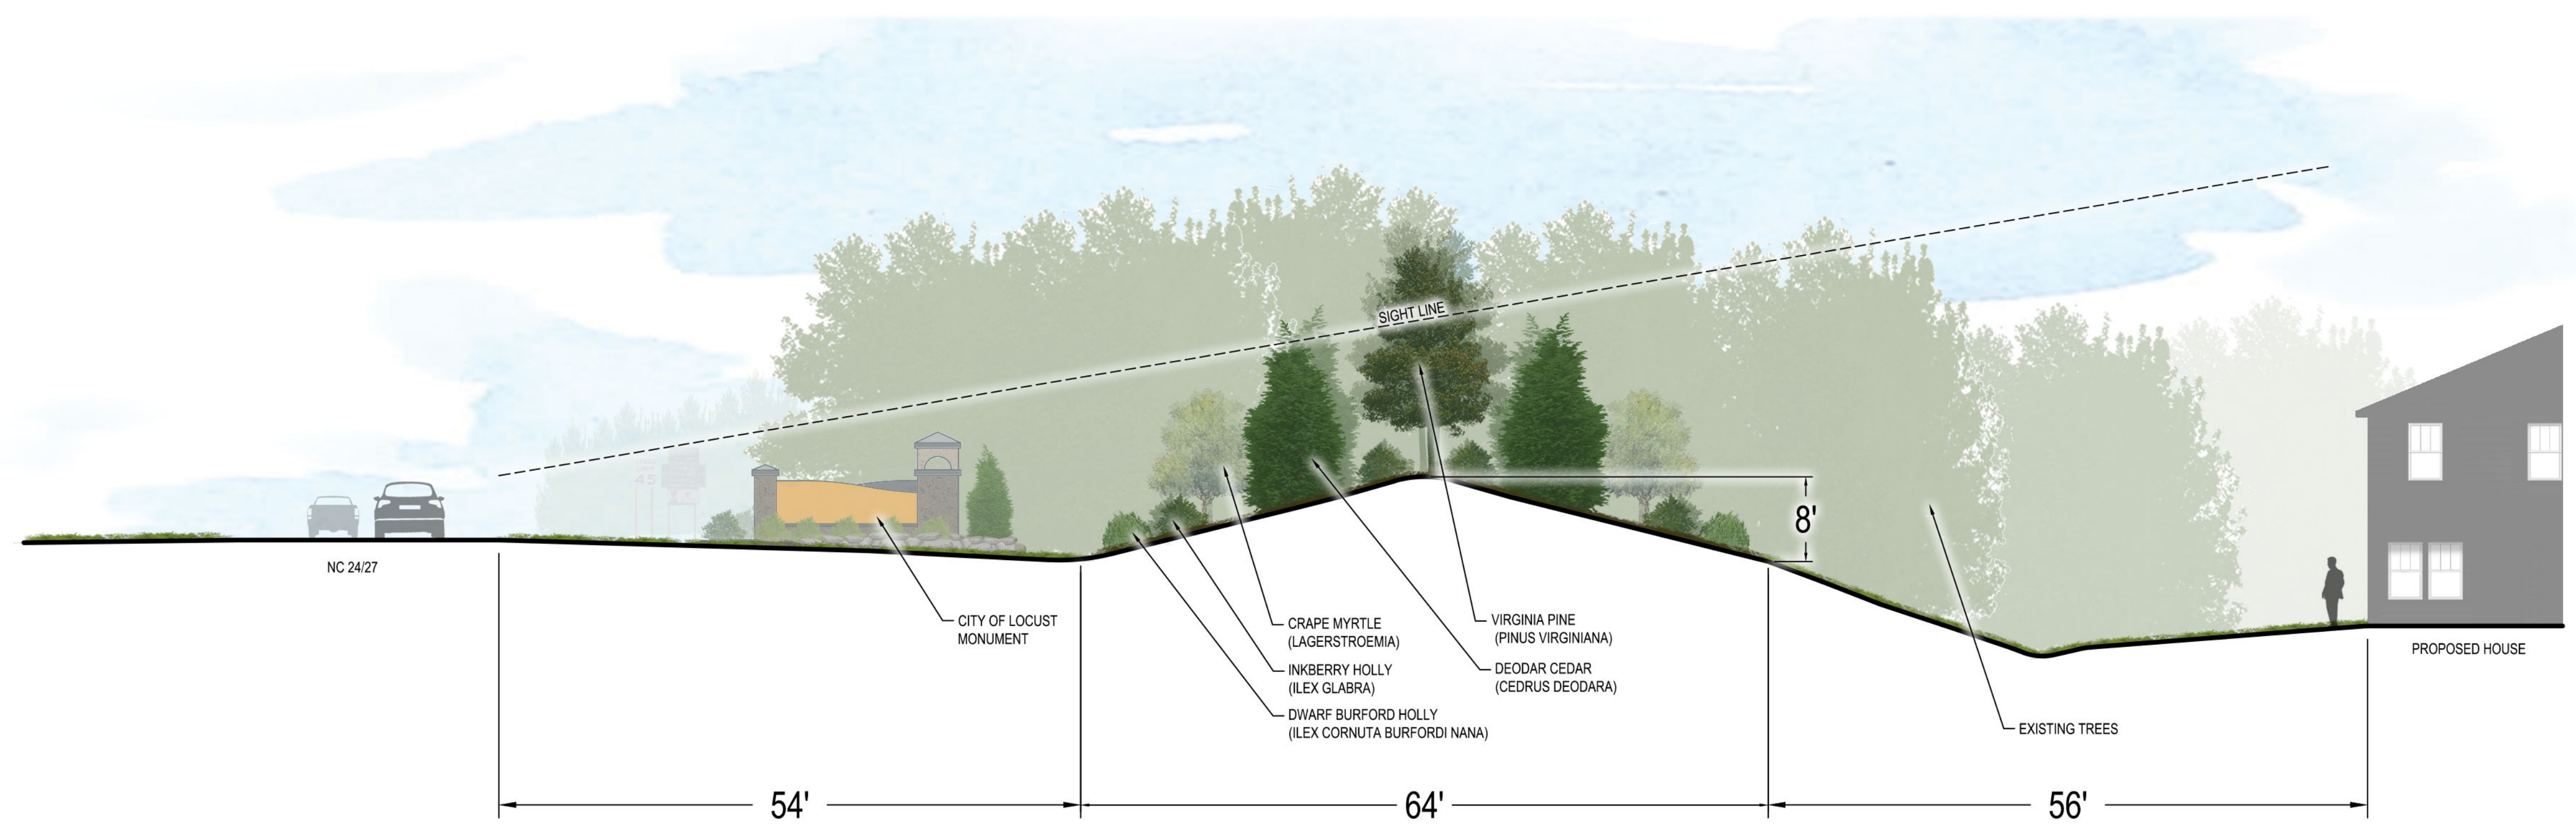 SIGHT LINE
45
8'
NC 24/27
CITY OF LOCUST
MONUMENT
CRAPE MYRTLE
(LAGERSTROEMIA)
INKBERRY HOLLY
(ILEX GLABRA)
DWARF BURFORD HOLLY
(ILEX CORNUTA BURFORDI NANA)
VIRGINIA PINE
(PINUS VIRGINIANA)
DEODAR CEDAR
(CEDRUS DEODARA)
EXISTING TREES
PROPOSED HOUSE
54'
64'
56'